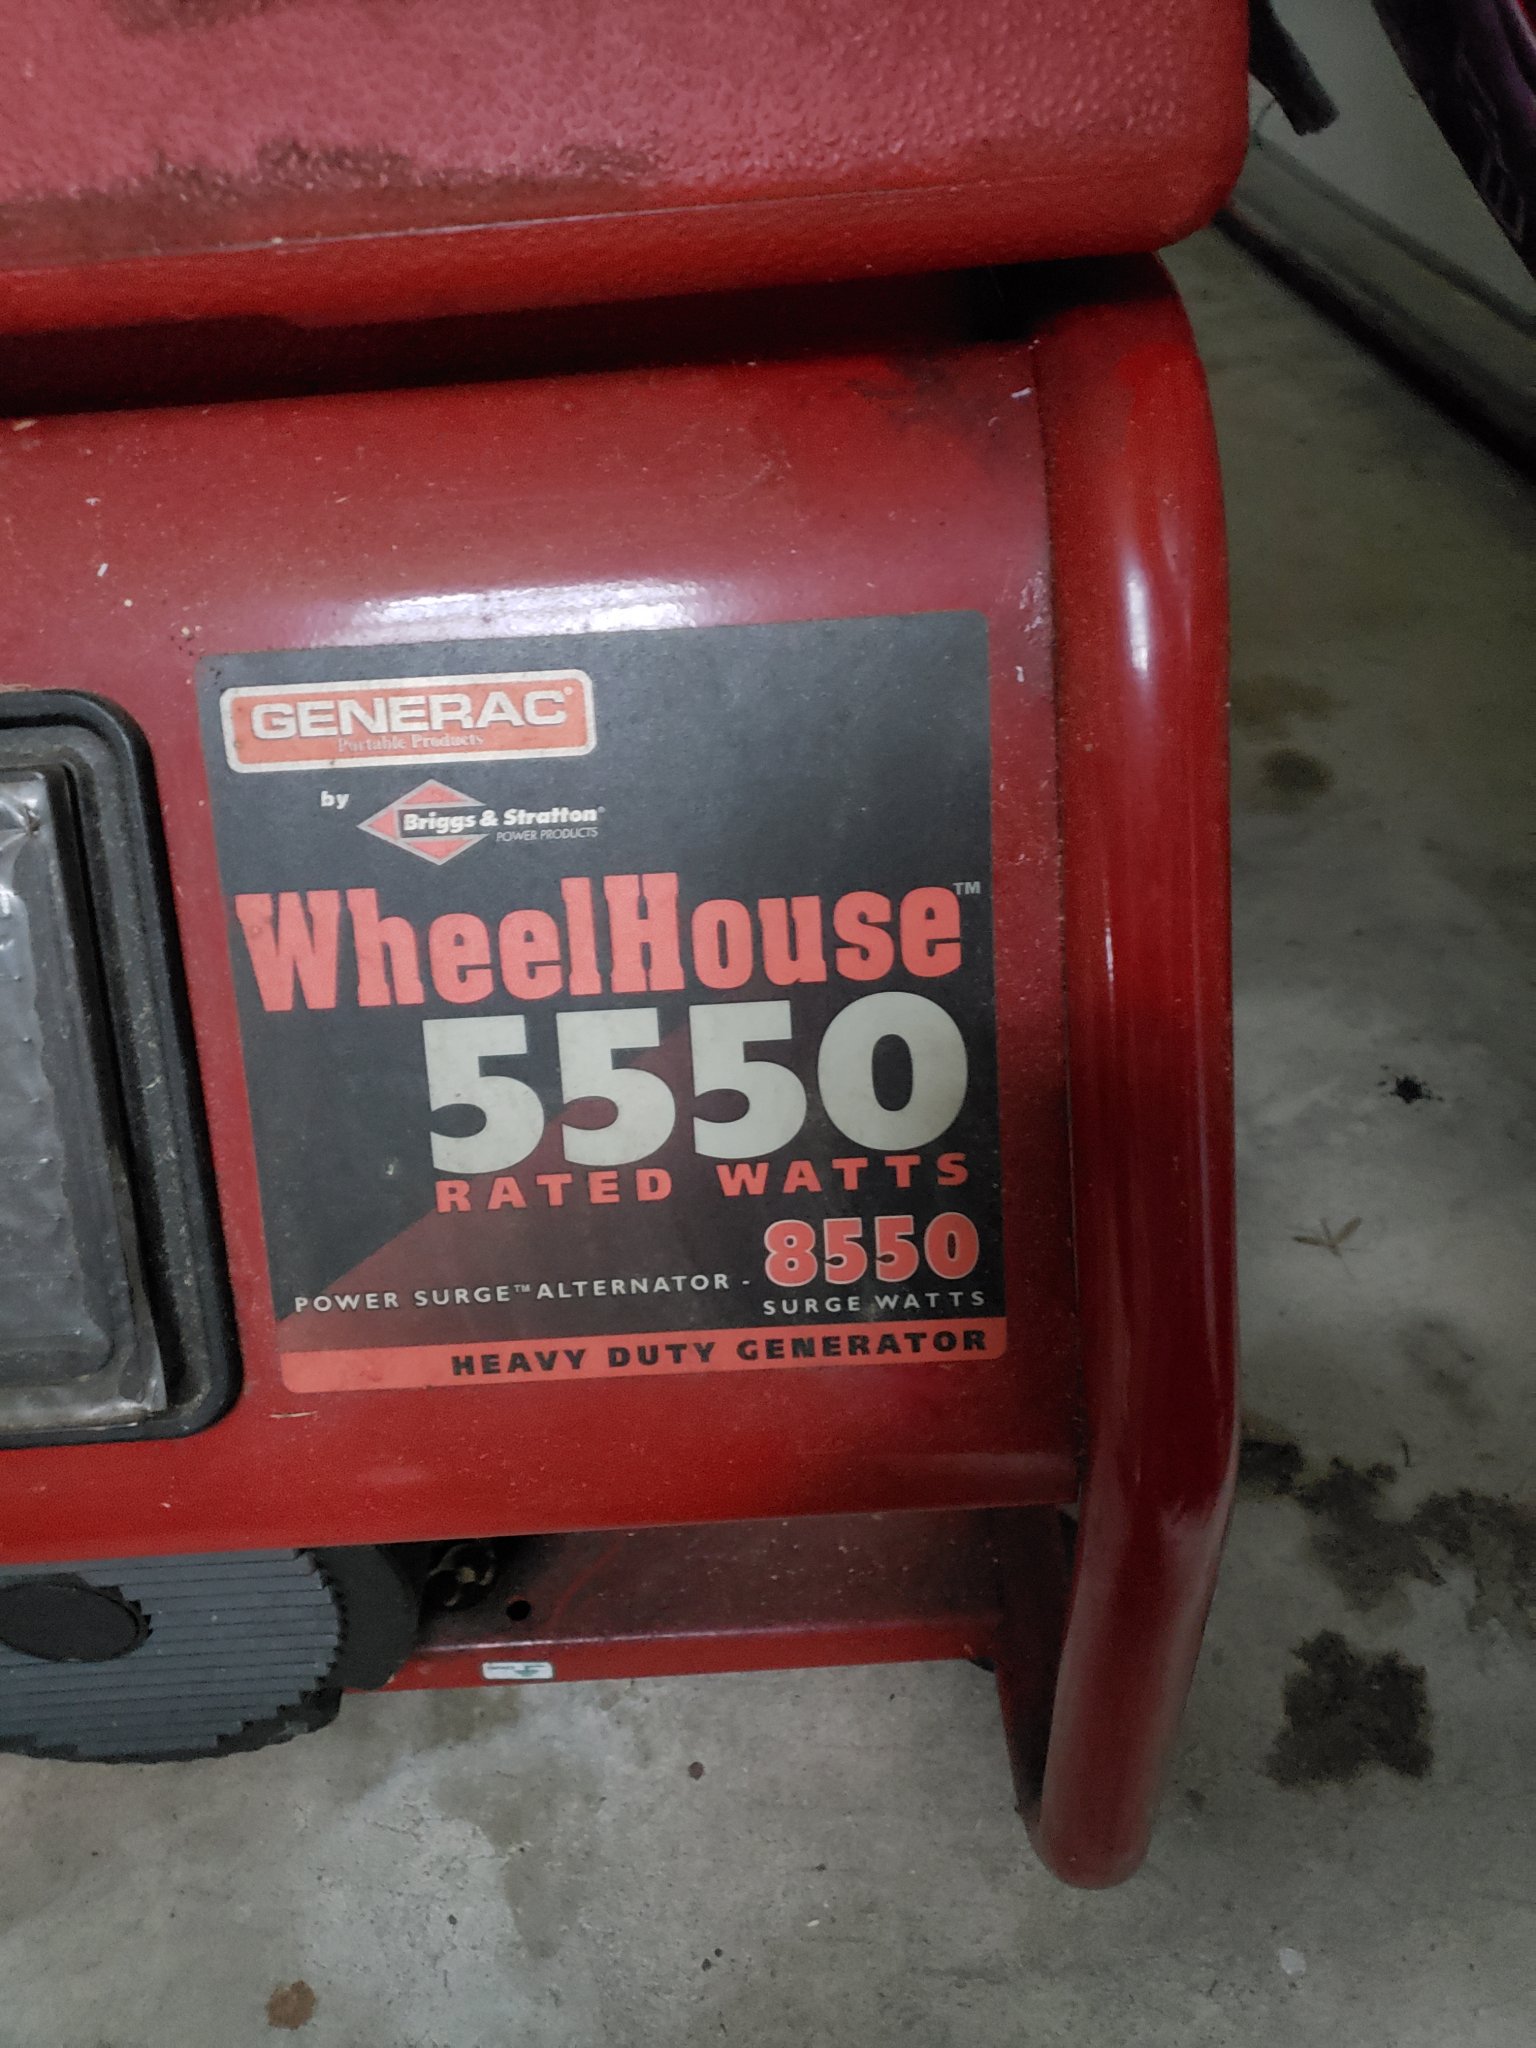 GENERAC®
Portable Products
by
Briggs & Stratton®
POWER PRODUCTS
WheelHouse™
5550
RATED WATTS
POWER SURGE™ ALTERNATOR - 8550
SURGE WATTS
HEAVY DUTY GENERATOR